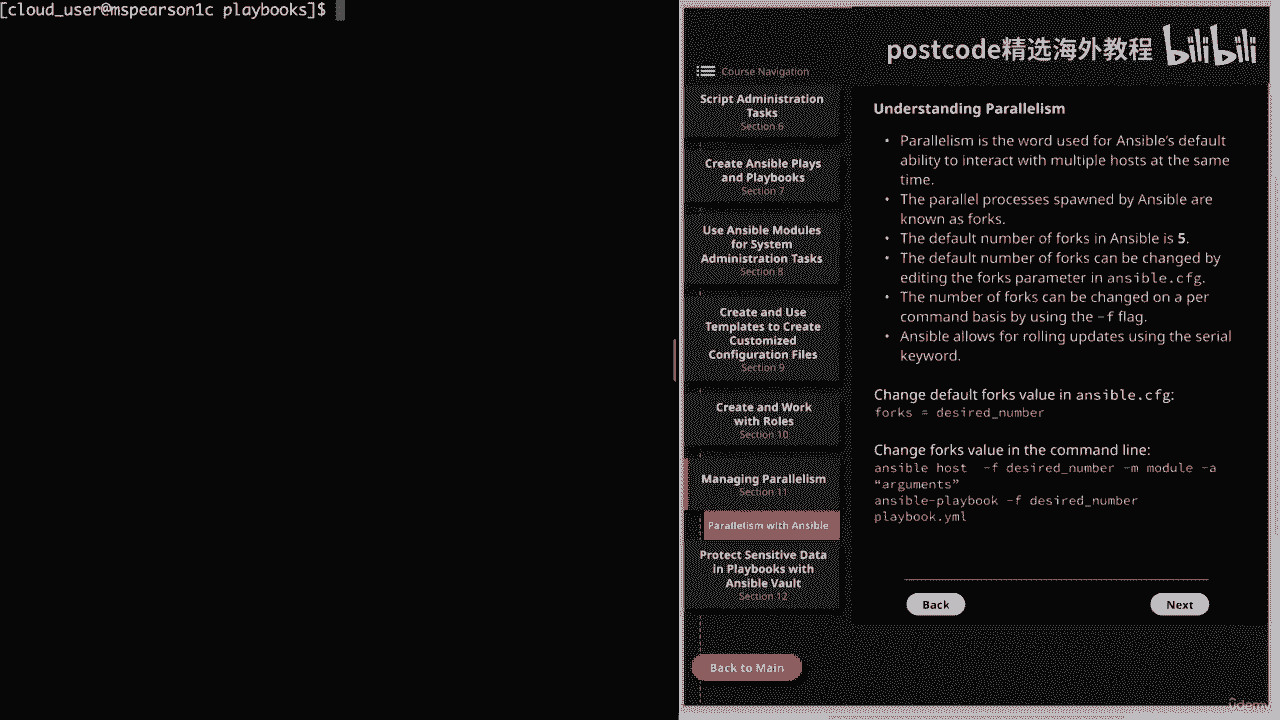 [cloud_user@mspearson1c playbooks]$
postcode精选海外教程 bilibili
Course Navigation
Script Administration
Tasks
Section 6
Create Ansible Plays
and Playbooks
Section 7
Use Ansible Modules
for System
Administration Tasks
Section 8
Create and Use
Templates to Create
Customized
Configuration Files
Section 9
Create and Work
with Roles
Section 10
Managing Parallelism
Section 11
Parallelism with Ansible
Protect Sensitive Data
in Playbooks with
Ansible Vault
Section 12
Back to Main
Understanding Parallelism
• Parallelism is the word used for Ansible's default
ability to interact with multiple hosts at the same
time.
• The parallel processes spawned by Ansible are
known as forks.
• The default number of forks in Ansible is 5.
• The default number of forks can be changed by
editing the forks parameter in ansible.cfg.
• The number of forks can be changed on a per
command basis by using the -f flag.
• Ansible allows for rolling updates using the serial
keyword.
Change default forks value in ansible.cfg:
forks = desired_number
Change forks value in the command line:
ansible host -f desired_number -m module -a
“arguments”
ansible-playbook -f desired_number
playbook.yml
Back
Next
ûdemy